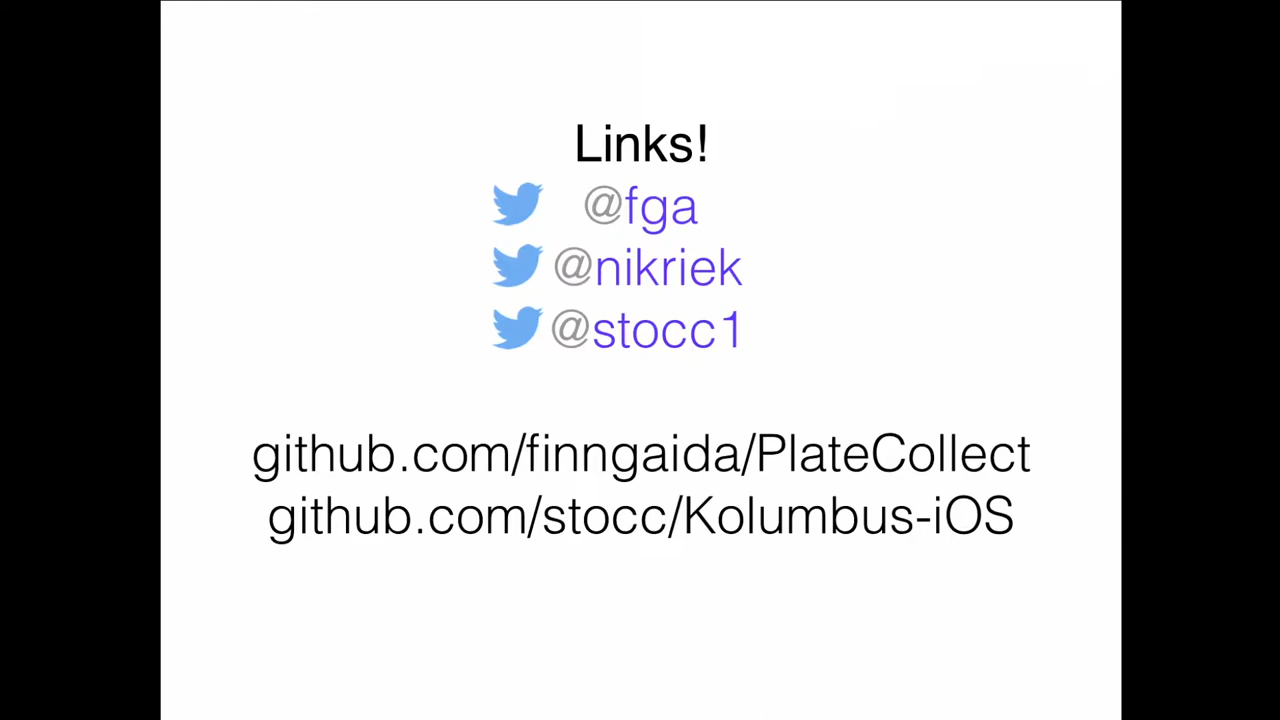 Links!
@fga
@nikriek
@stocc1
github.com/finngaida/PlateCollect
github.com/stocc/Kolumbus-iOS